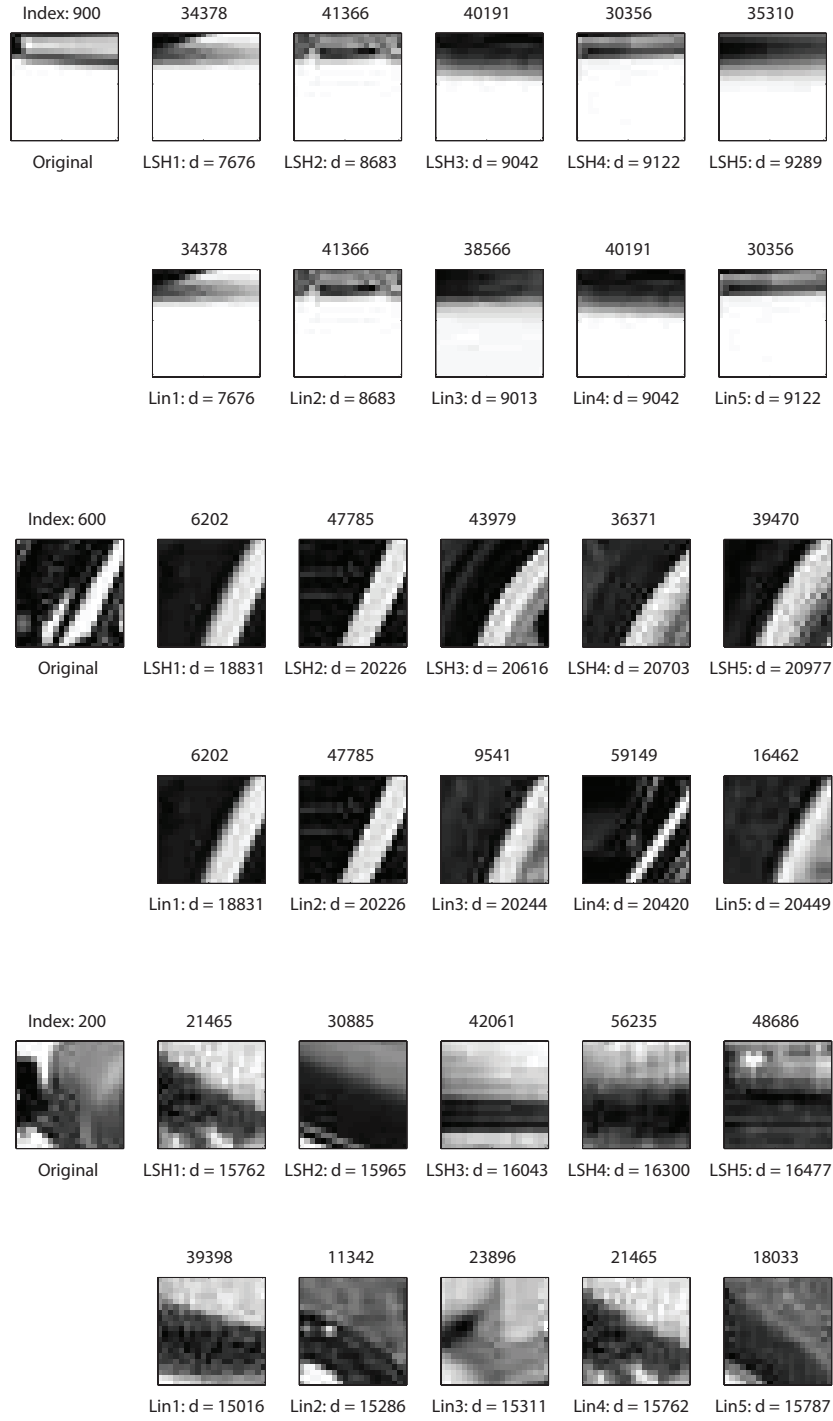 Index: 900 34378 41366 40191 30356 35310
Original LSH1: d = 7676 LSH2: d = 8683 LSH3: d = 9042 LSH4: d = 9122 LSH5: d = 9289
34378 41366 38566 40191 30356
Lin1: d = 7676 Lin2: d = 8683 Lin3: d = 9013 Lin4: d = 9042 Lin5: d = 9122
Index: 600 6202 47785 43979 36371 39470
Original LSH1: d = 18831 LSH2: d = 20226 LSH3: d = 20616 LSH4: d = 20703 LSH5: d = 20977
6202 47785 9541 59149 16462
Lin1: d = 18831 Lin2: d = 20226 Lin3: d = 20244 Lin4: d = 20420 Lin5: d = 20449
Index: 200 21465 30885 42061 56235 48686
Original LSH1: d = 15762 LSH2: d = 15965 LSH3: d = 16043 LSH4: d = 16300 LSH5: d = 16477
39398 11342 23896 21465 18033
Lin1: d = 15016 Lin2: d = 15286 Lin3: d = 15311 Lin4: d = 15762 Lin5: d = 15787